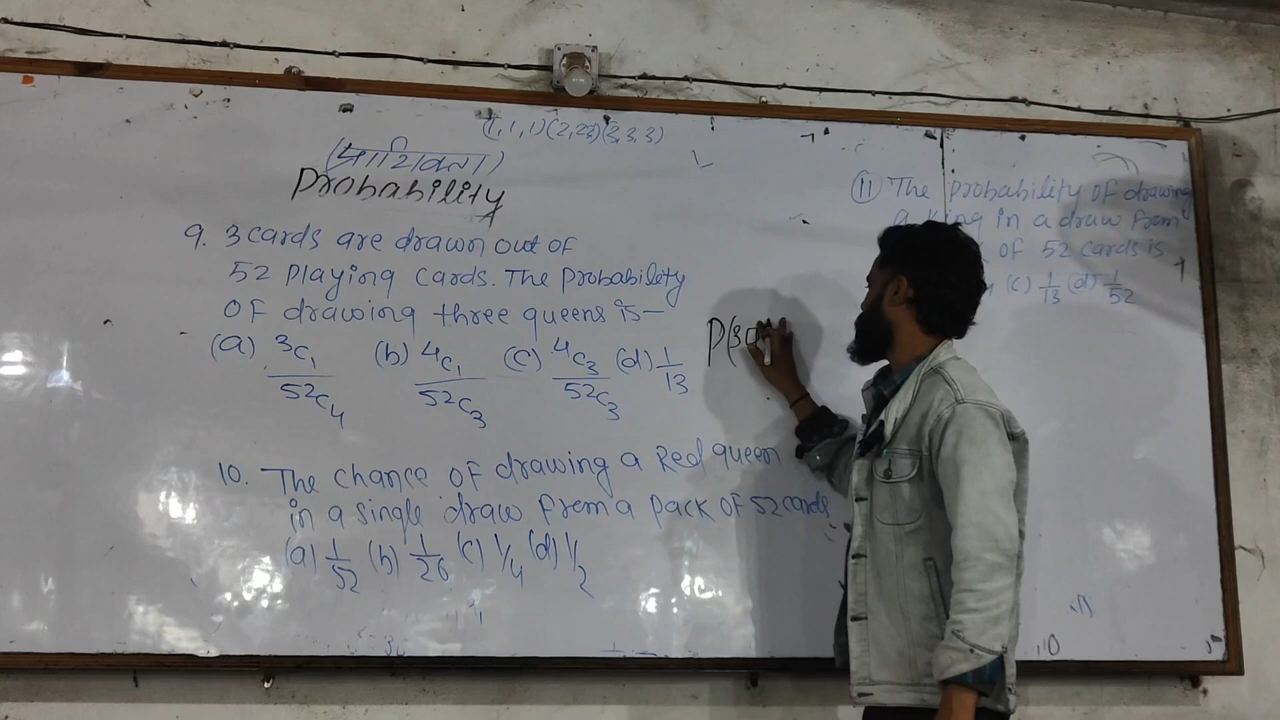 (1,1,1)(2,2,2)(3,3,3)
(प्रायिकता)
Probability
9. 3 cards are drawn out of
52 Playing cards. The Probability
of drawing three queens is—
(a) 3C1/52C4 (b) 4C1/52C3 (c) 4C3/52C3 (d) 1/13
10. The chance of drawing a Red queen
in a single draw from a pack of 52 cards
(a) 1/52 (b) 1/26 (c) 1/4 (d) 1/2
P(3Q
(11) The probability of drawing
a king in a draw from
of 52 cards is
(c) 1/13 (d) 1/52